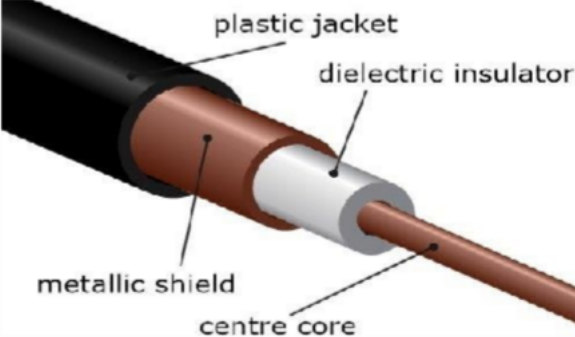 plastic jacket
dielectric insulator
metallic shield
centre core